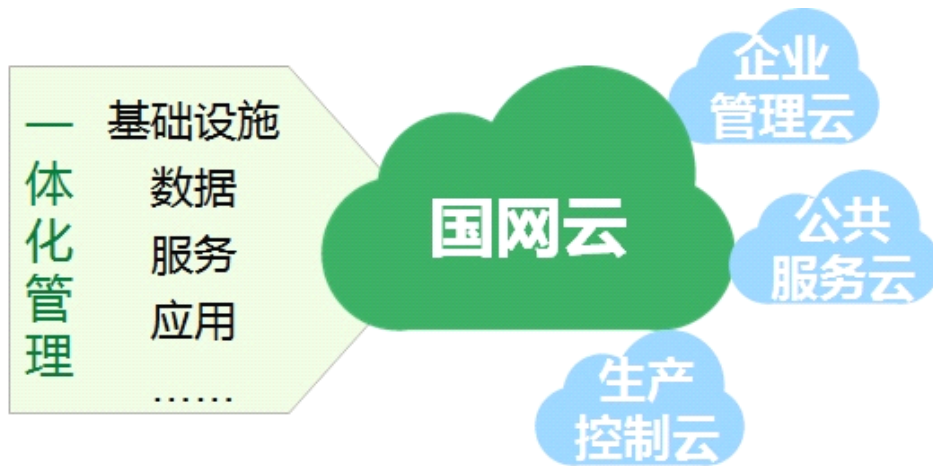 一体化管理
基础设施
数据
服务
应用
……
国网云
企业
管理云
公共
服务云
生产
控制云